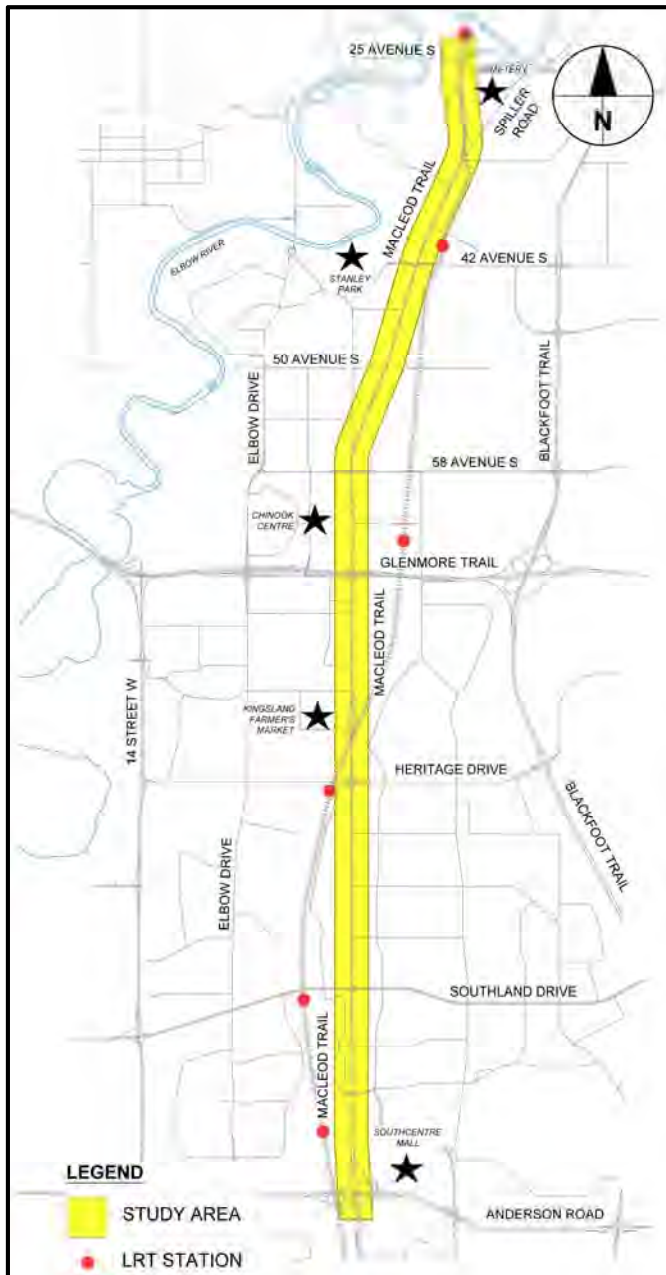 25 AVENUE S
METERY
SPILLER
ROAD
N
MACLEOD TRAIL
ELBOW RIVER
STANLEY
PARK
42 AVENUE S
50 AVENUE S
ELBOW DRIVE
BLACKFOOT TRAIL
58 AVENUE S
CHINOOK
CENTRE
GLENMORE TRAIL
MACLEOD TRAIL
14 STREET W
KINGSLAND
FARMER'S
MARKET
HERITAGE DRIVE
BLACKFOOT TRAIL
ELBOW DRIVE
SOUTHLAND DRIVE
MACLEOD TRAIL
SOUTHCENTRE
MALL
LEGEND
STUDY AREA
ANDERSON ROAD
LRT STATION